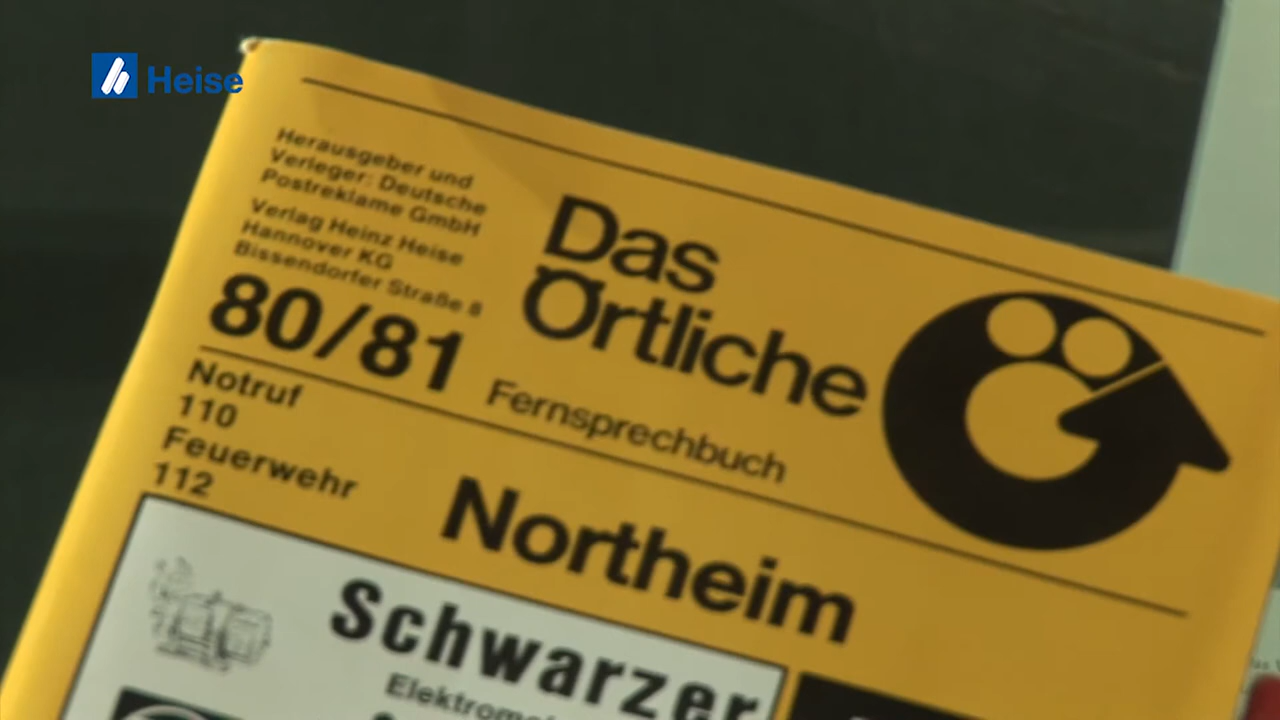 Heise
Herausgeber und
Verleger: Deutsche
Postreklame GmbH
Verlag Heinz Heise
Hannover KG
Bissendorfer Straße 8
80/81
Das
Örtliche
Fernsprechbuch
Notruf
110
Feuerwehr
112
Northeim
Schwarzer